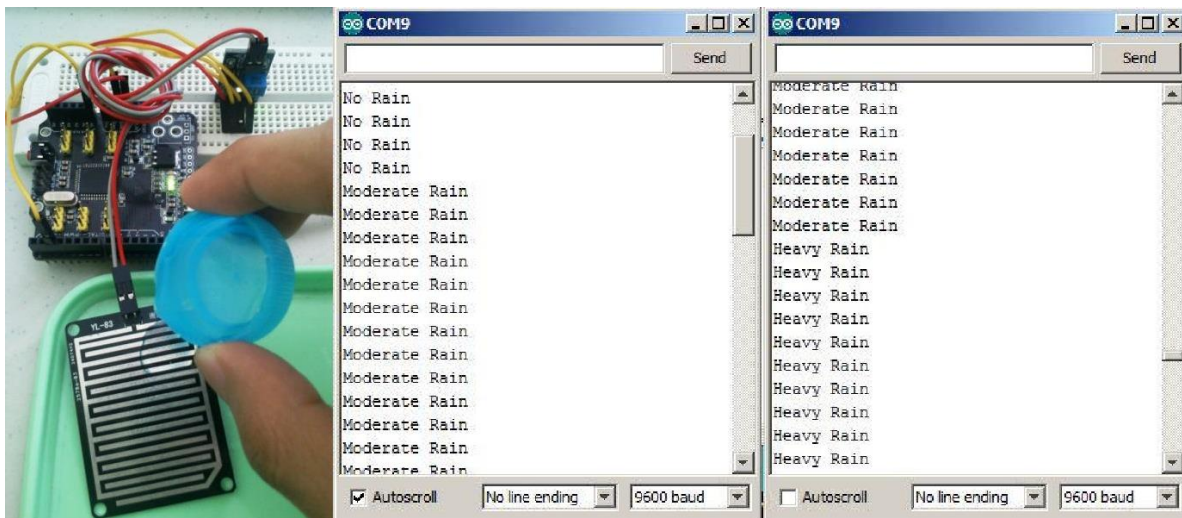 YL-83
COM9
Send
No Rain
No Rain
No Rain
No Rain
Moderate Rain
Moderate Rain
Moderate Rain
Moderate Rain
Moderate Rain
Moderate Rain
Moderate Rain
Moderate Rain
Moderate Rain
Moderate Rain
Moderate Rain
Moderate Rain
Moderate Rain
Autoscroll
No line ending
9600 baud
COM9
Send
Moderate Rain
Moderate Rain
Moderate Rain
Moderate Rain
Moderate Rain
Moderate Rain
Moderate Rain
Heavy Rain
Heavy Rain
Heavy Rain
Heavy Rain
Heavy Rain
Heavy Rain
Heavy Rain
Heavy Rain
Heavy Rain
Heavy Rain
Autoscroll
No line ending
9600 baud